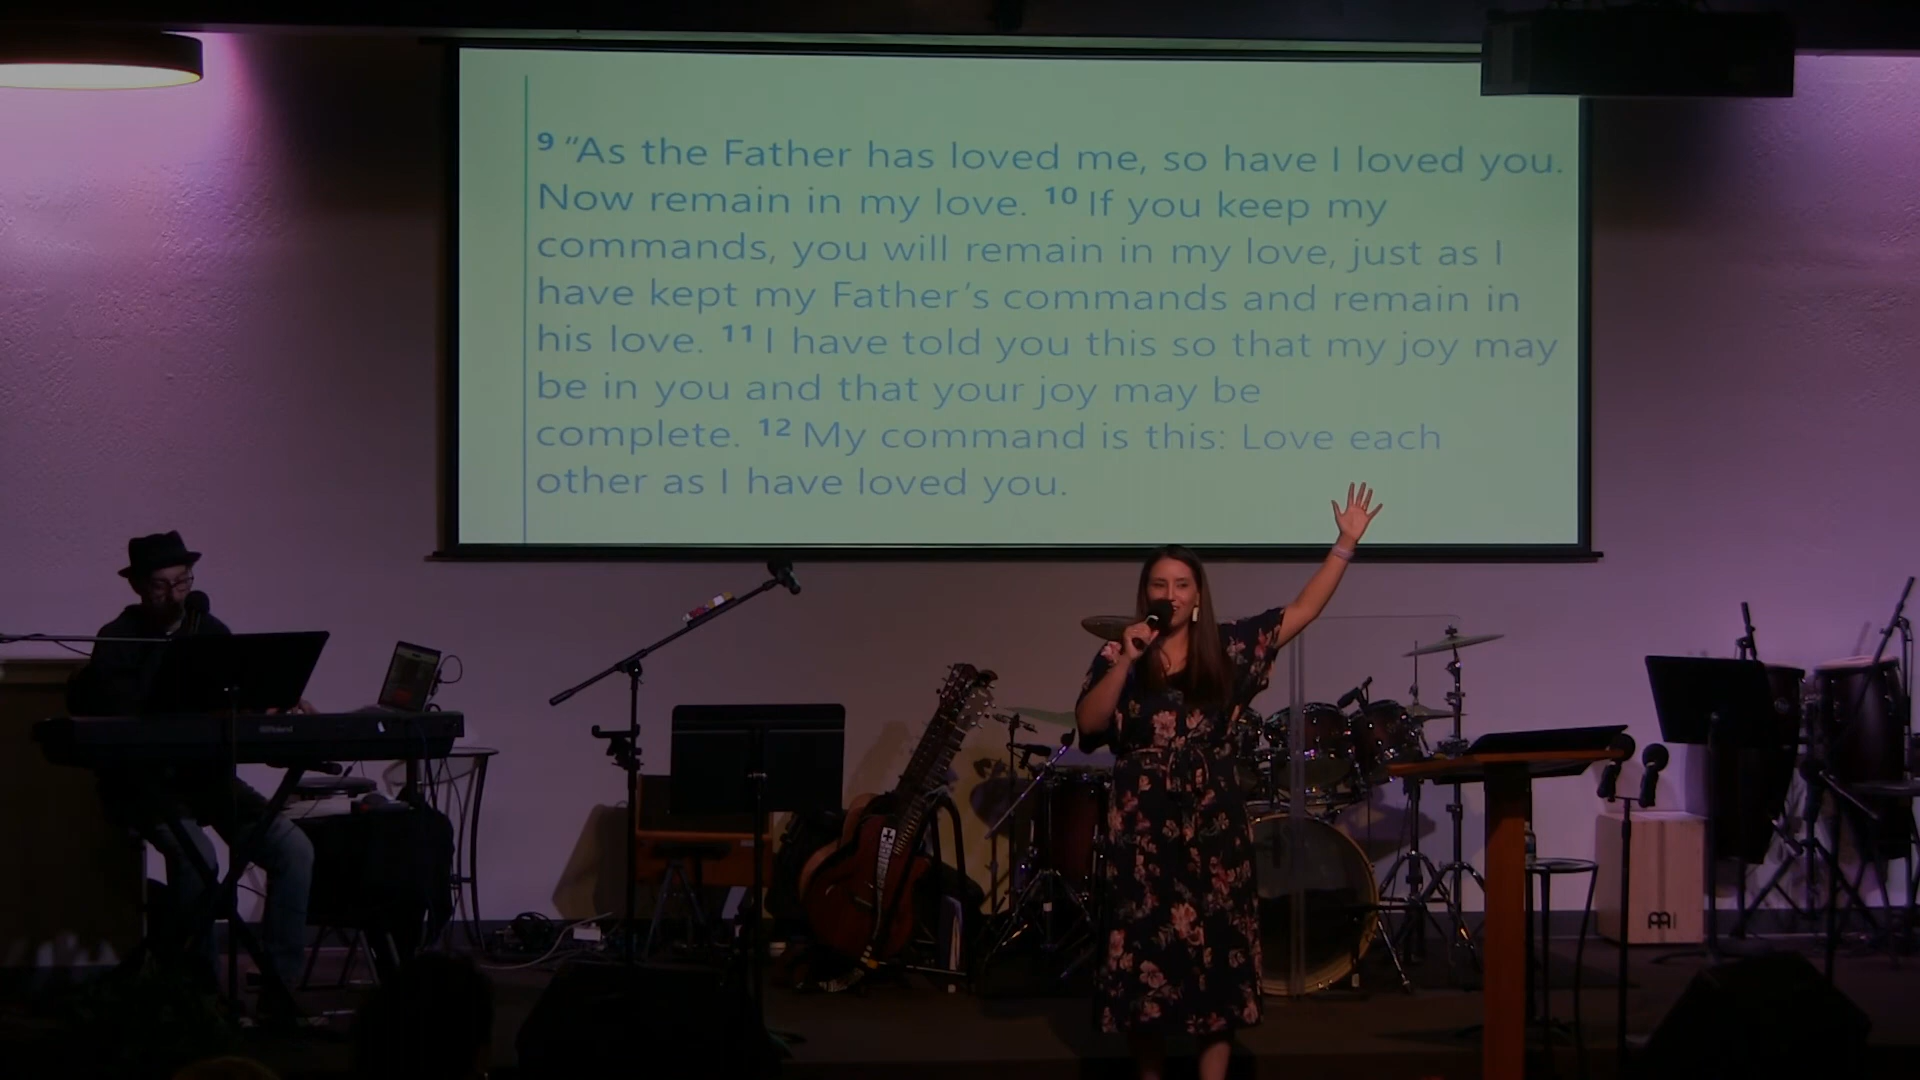 9 "As the Father has loved me, so have I loved you.
Now remain in my love. 10 If you keep my
commands, you will remain in my love, just as I
have kept my Father's commands and remain in
his love. 11 I have told you this so that my joy may
be in you and that your joy may be
complete. 12 My command is this: Love each
other as I have loved you.
Roland